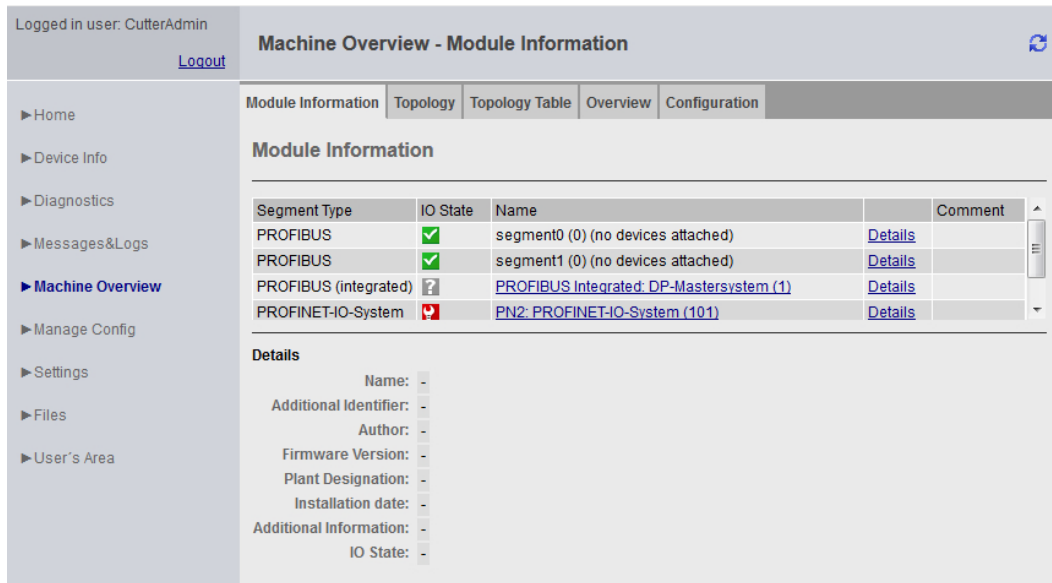 Logged in user: CutterAdmin
Logout
Machine Overview - Module Information
Module Information Topology Topology Table Overview Configuration
►Home
►Device Info
►Diagnostics
►Messages&Logs
►Machine Overview
►Manage Config
►Settings
►Files
►User´s Area
Module Information
Segment Type IO State Name Comment
PROFIBUS segment0 (0) (no devices attached) Details
PROFIBUS segment1 (0) (no devices attached) Details
PROFIBUS (integrated) ? PROFIBUS Integrated: DP-Mastersystem (1) Details
PROFINET-IO-System PN2: PROFINET-IO-System (101) Details
Details
Name: -
Additional Identifier: -
Author: -
Firmware Version: -
Plant Designation: -
Installation date: -
Additional Information: -
IO State: -